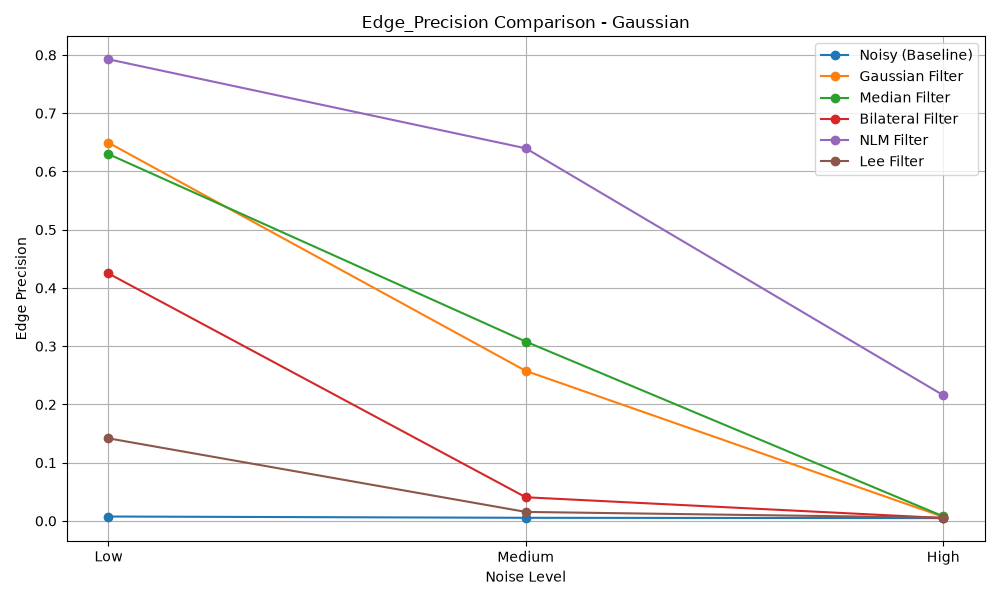 Edge_Precision Comparison - Gaussian
Noisy (Baseline)
Gaussian Filter
Median Filter
Bilateral Filter
NLM Filter
Lee Filter
Edge Precision
0.8
0.7
0.6
0.5
0.4
0.3
0.2
0.1
0.0
Low
Medium
High
Noise Level